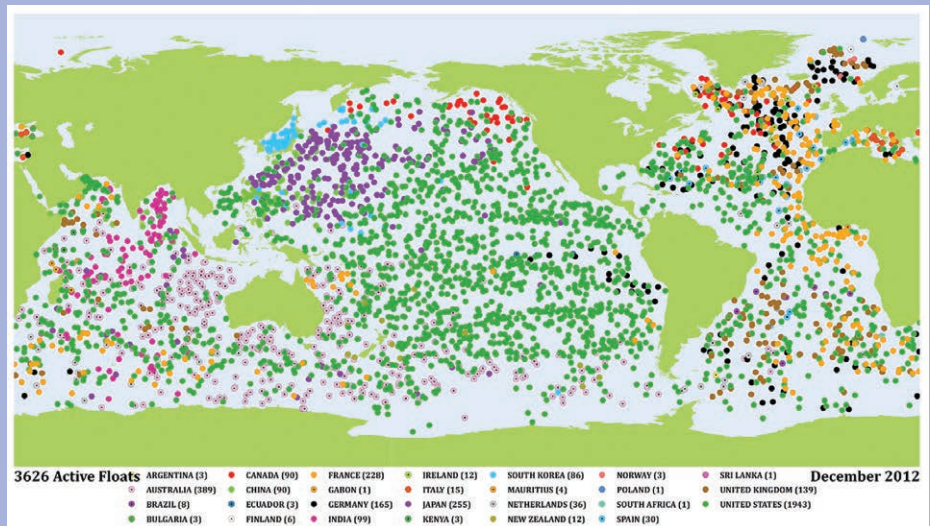 3626 Active Floats ARGENTINA (3) CANADA (90) FRANCE (228) IRELAND (12) SOUTH KOREA (86) NORWAY (3) SRI LANKA (1) December 2012
AUSTRALIA (389) CHINA (90) GABON (1) ITALY (15) MAURITIUS (4) POLAND (1) UNITED KINGDOM (139)
BRAZIL (8) ECUADOR (3) GERMANY (165) JAPAN (255) NETHERLANDS (36) SOUTH AFRICA (1) UNITED STATES (1943)
BULGARIA (3) FINLAND (6) INDIA (99) KENYA (3) NEW ZEALAND (12) SPAIN (30)